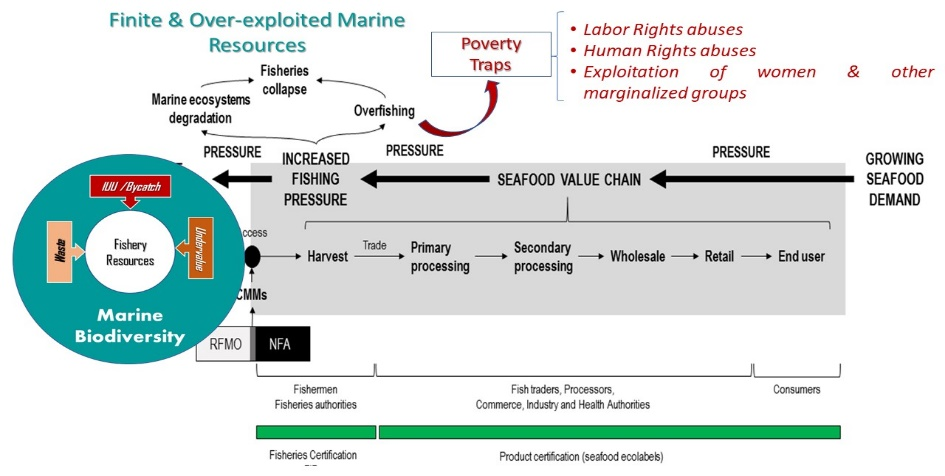 Finite & Over-exploited Marine
Resources
Poverty
Traps
• Labor Rights abuses
• Human Rights abuses
• Exploitation of women & other
marginalized groups
Fisheries
collapse
Marine ecosystems
degradation
Overfishing
PRESSURE
INCREASED
FISHING
PRESSURE
PRESSURE
SEAFOOD VALUE CHAIN
PRESSURE
GROWING
SEAFOOD
DEMAND
IUU /Bycatch
Waste
Fishery
Resources
Undervalue
Marine
Biodiversity
ccess
Harvest
Trade
Primary
processing
Secondary
processing
Wholesale
Retail
End user
CMMs
RFMO
NFA
Fishermen
Fisheries authorities
Fish traders, Processors,
Commerce, Industry and Health Authorities
Consumers
Fisheries Certification
Product certification (seafood ecolabels)